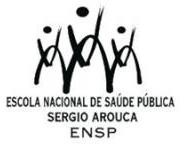 ESCOLA NACIONAL DE SAÚDE PÚBLICA
SERGIO AROUCA
ENSP